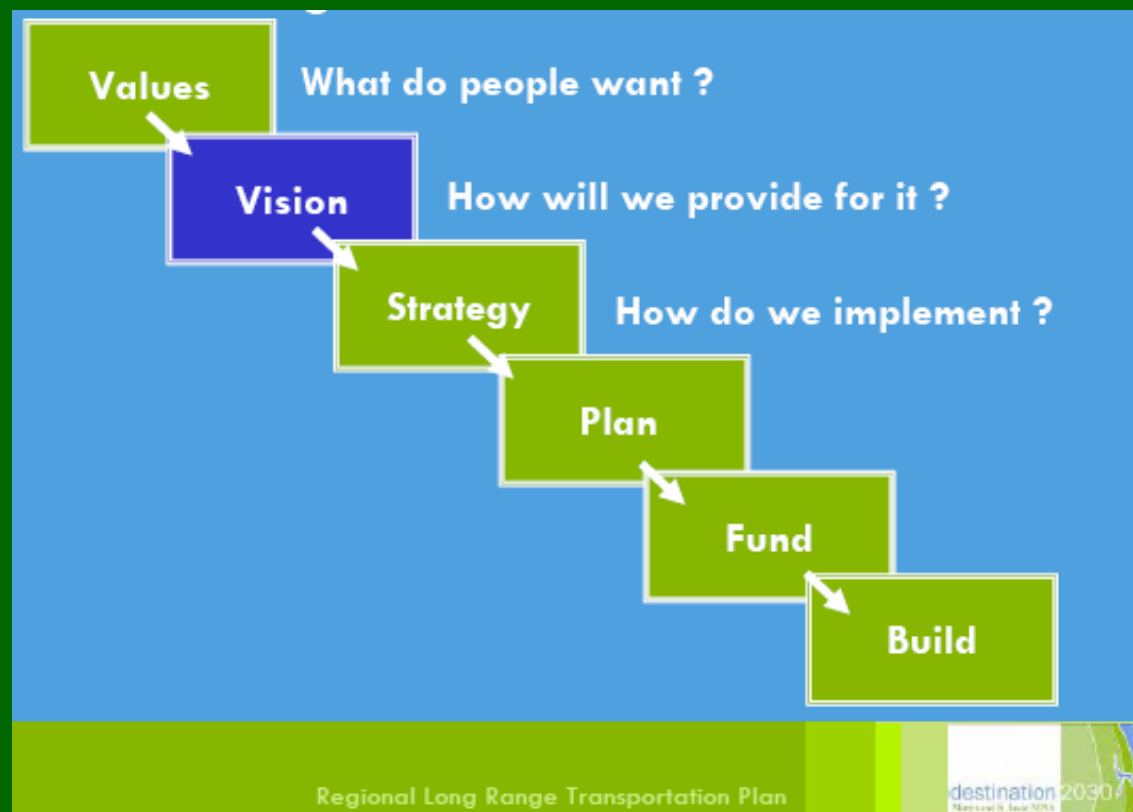 Values
What do people want ?
Vision
How will we provide for it ?
Strategy
How do we implement ?
Plan
Fund
Build
Regional Long Range Transportation Plan
destination 2030